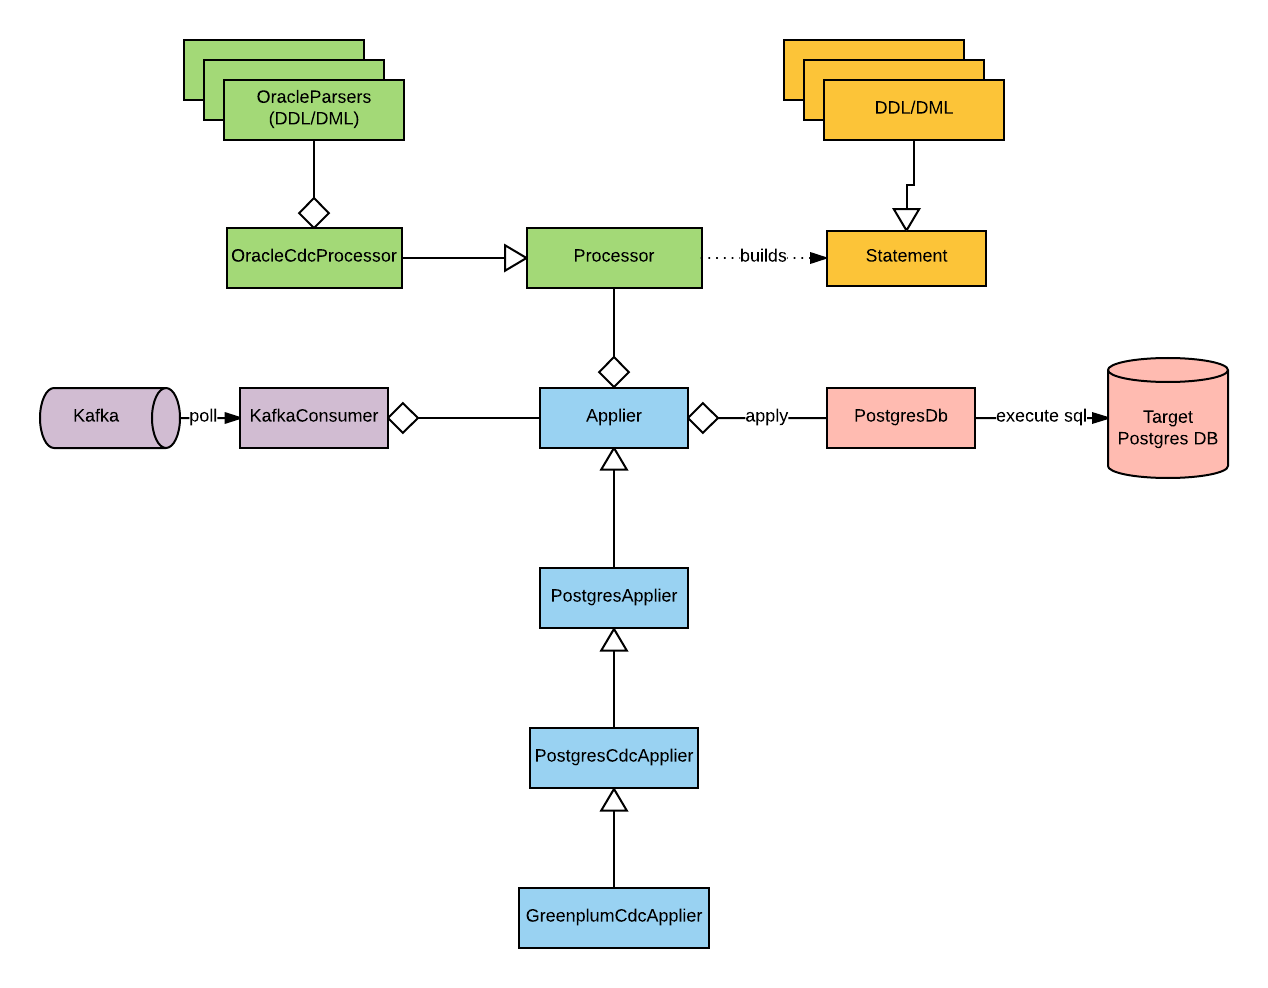 OracleParsers
(DDL/DML)
DDL/DML
OracleCdcProcessor
Processor
builds
Statement
Kafka
poll
KafkaConsumer
Applier
apply
PostgresDb
execute sql
Target
Postgres DB
PostgresApplier
PostgresCdcApplier
GreenplumCdcApplier